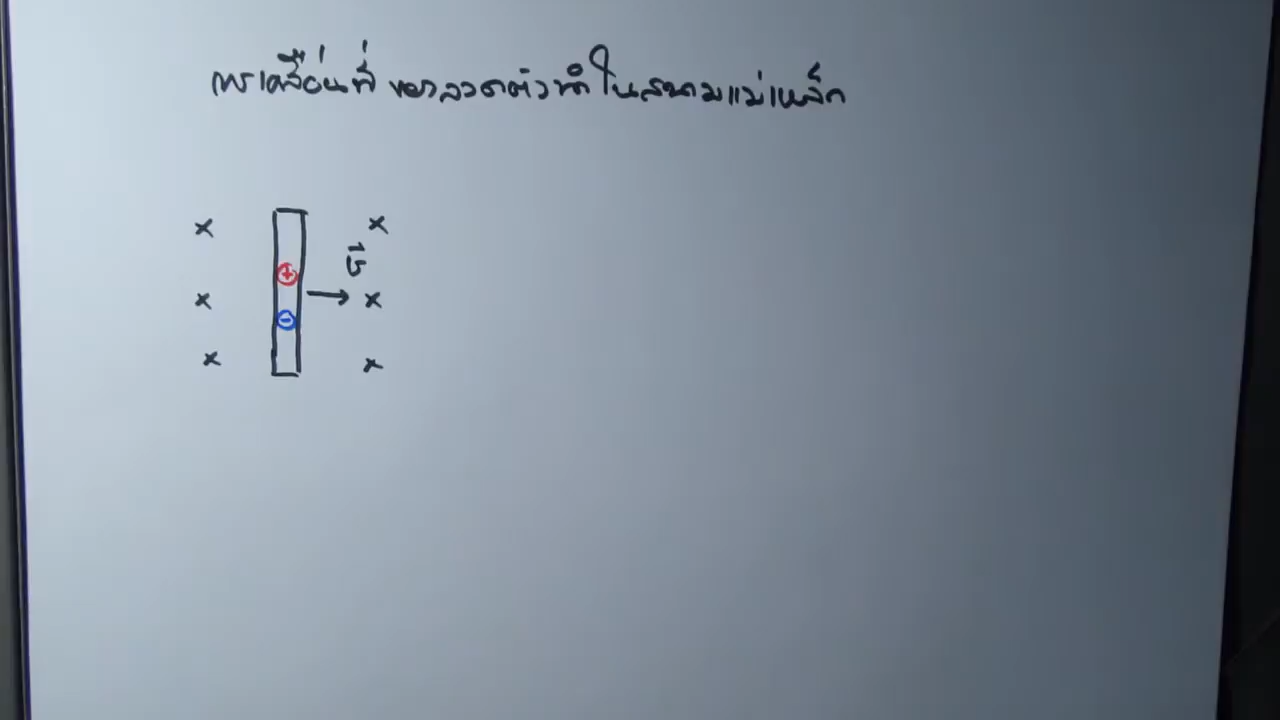 การเคลื่อนที่ ของลวดตัวนำ ในสนามแม่เหล็ก
x x
v⃗
+
x x
-
x x